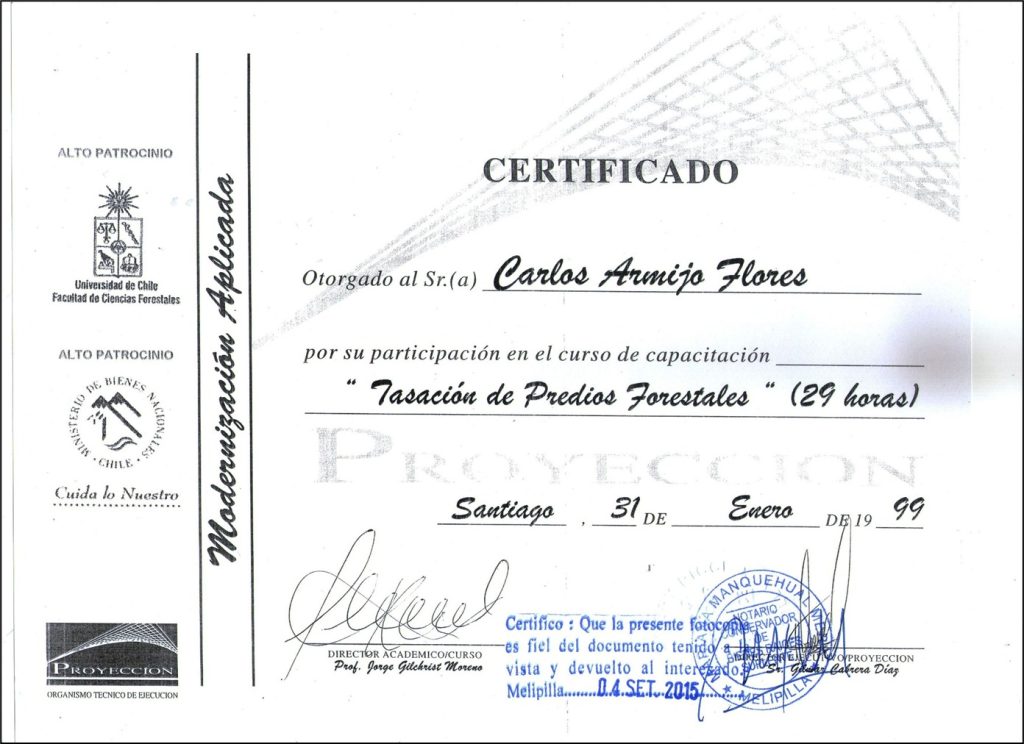 ALTO PATROCINIO
Universidad de Chile
Facultad de Ciencias Forestales
ALTO PATROCINIO
MINISTERIO DE BIENES NACIONALES
· CHILE ·
Cuida lo Nuestro
PROYECCION
ORGANISMO TECNICO DE EJECUCION
Modernización Aplicada
CERTIFICADO
Otorgado al Sr.(a) Carlos Armijo Flores
por su participación en el curso de capacitación
“ Tasación de Predios Forestales “ (29 horas)
PROYECCION
Santiago , 31 DE Enero DE 19 99
DIRECTOR ACADEMICO/CURSO
Prof. Jorge Gilchrist Moreno
Certifico : Que la presente fotocopia
es fiel del documento tenido a
vista y devuelto al interesado.
Melipilla 04 SET. 2015
MANQUEHUAL
NOTARIO
CONSERVADOR
DE
MELIPILLA
/PROYECCION
Cabrera Díaz